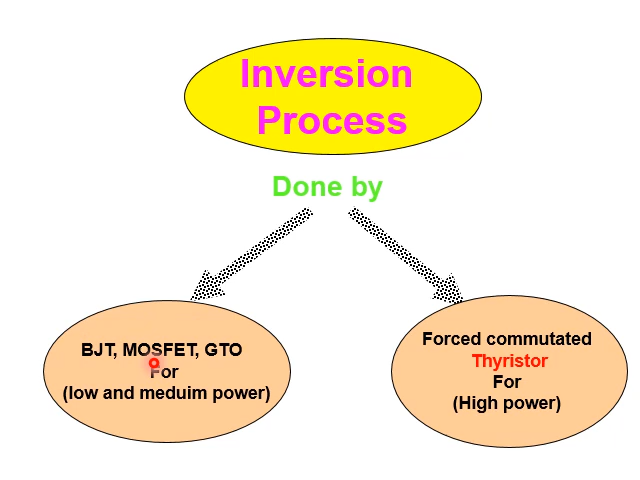 Inversion
Process
Done by
BJT, MOSFET, GTO
For
(low and meduim power)
Forced commutated
Thyristor
For
(High power)